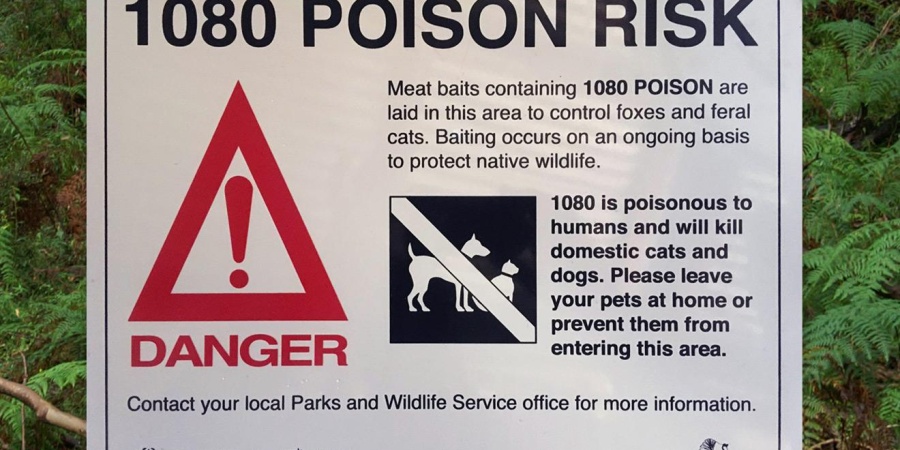 1080 POISON RISK
Meat baits containing 1080 POISON are
laid in this area to control foxes and feral
cats. Baiting occurs on an ongoing basis
to protect native wildlife.
1080 is poisonous to
humans and will kill
domestic cats and
dogs. Please leave
your pets at home or
prevent them from
entering this area.
DANGER
Contact your local Parks and Wildlife Service office for more information.